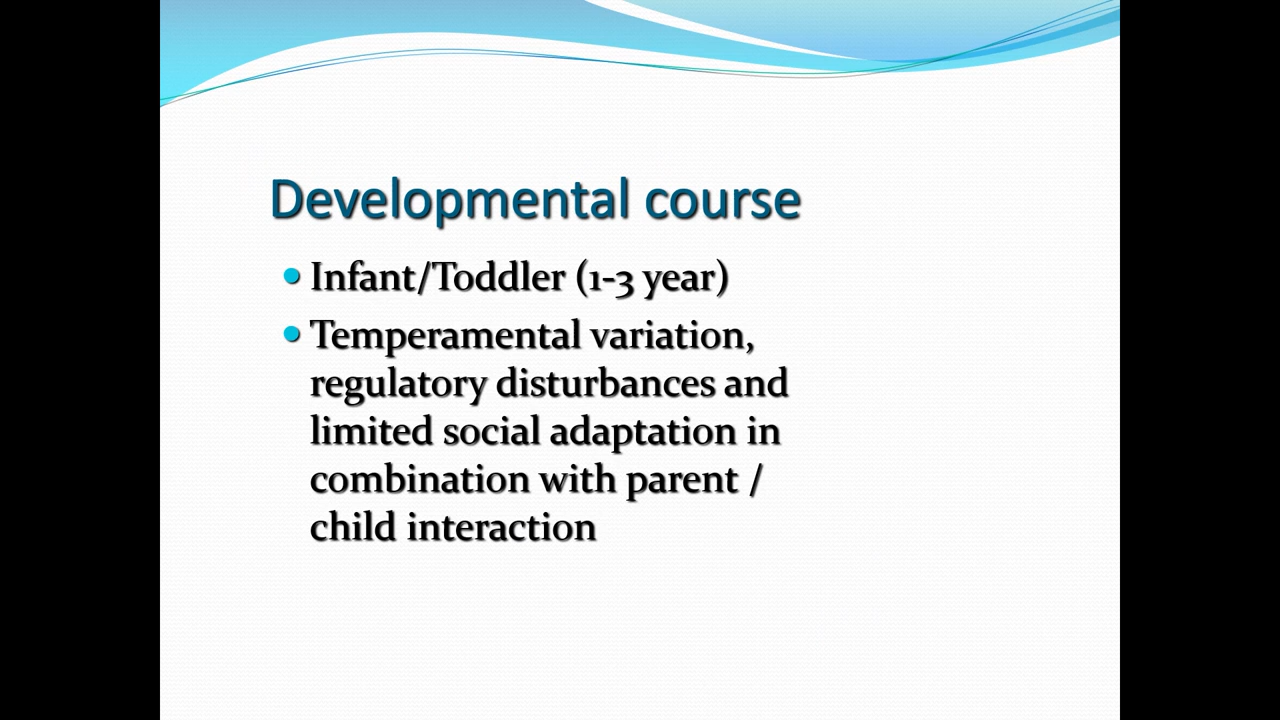 Developmental course
• Infant/Toddler (1-3 year)
• Temperamental variation,
regulatory disturbances and
limited social adaptation in
combination with parent /
child interaction